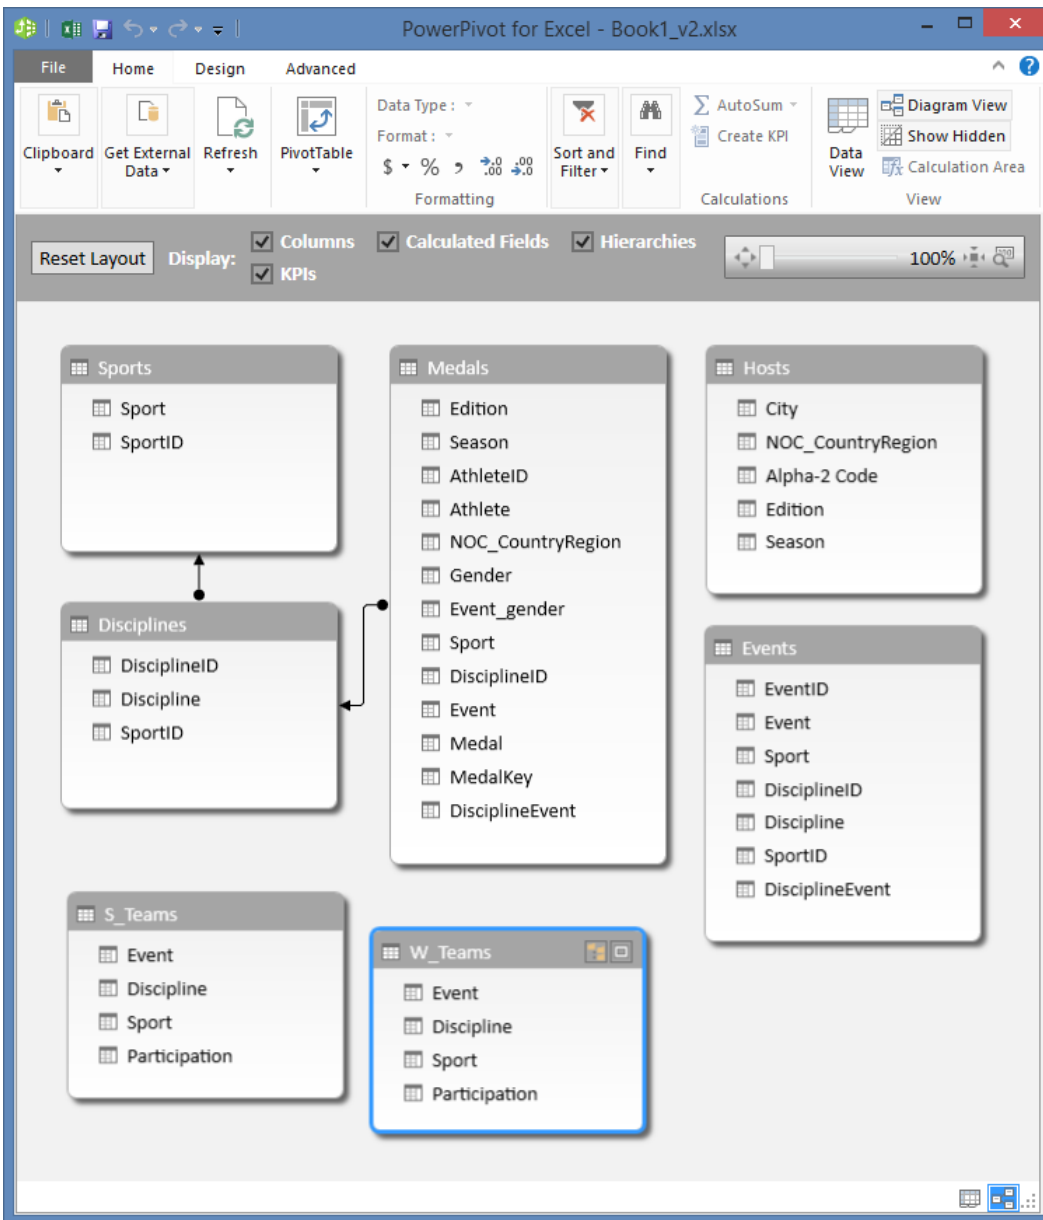 PowerPivot for Excel - Book1_v2.xlsx
File Home Design Advanced
Clipboard
Get External Data
Refresh
PivotTable
Data Type :
Format :
$ % , .00 .00
Formatting
Sort and Filter
Find
AutoSum
Create KPI
Calculations
Data View
Diagram View
Show Hidden
Calculation Area
View
Reset Layout Display: Columns Calculated Fields Hierarchies
KPIs
100%
Sports
Sport
SportID
Disciplines
DisciplineID
Discipline
SportID
Medals
Edition
Season
AthleteID
Athlete
NOC_CountryRegion
Gender
Event_gender
Sport
DisciplineID
Event
Medal
MedalKey
DisciplineEvent
Hosts
City
NOC_CountryRegion
Alpha-2 Code
Edition
Season
Events
EventID
Event
Sport
DisciplineID
Discipline
SportID
DisciplineEvent
S_Teams
Event
Discipline
Sport
Participation
W_Teams
Event
Discipline
Sport
Participation